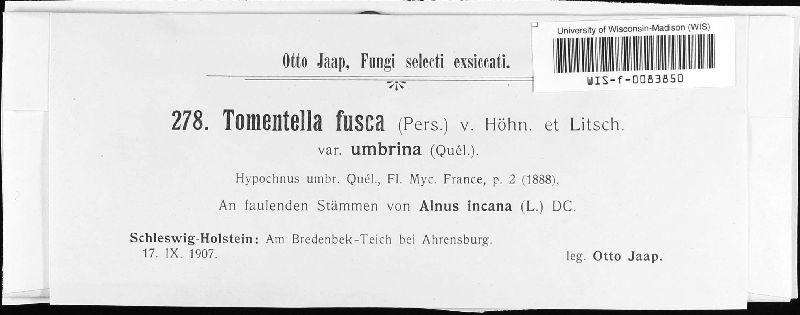 University of Wisconsin-Madison (WIS)
WIS-f-0083850
Otto Jaap, Fungi selecti exsiccati.
278. Tomentella fusca (Pers.) v. Höhn. et Litsch.
var. umbrina (Quél.).
Hypochnus umbr. Quél., Fl. Myc. France, p. 2 (1888).
An faulenden Stämmen von Alnus incana (L.) DC.
Schleswig-Holstein: Am Bredenbek-Teich bei Ahrensburg.
17. IX. 1907.
leg. Otto Jaap.